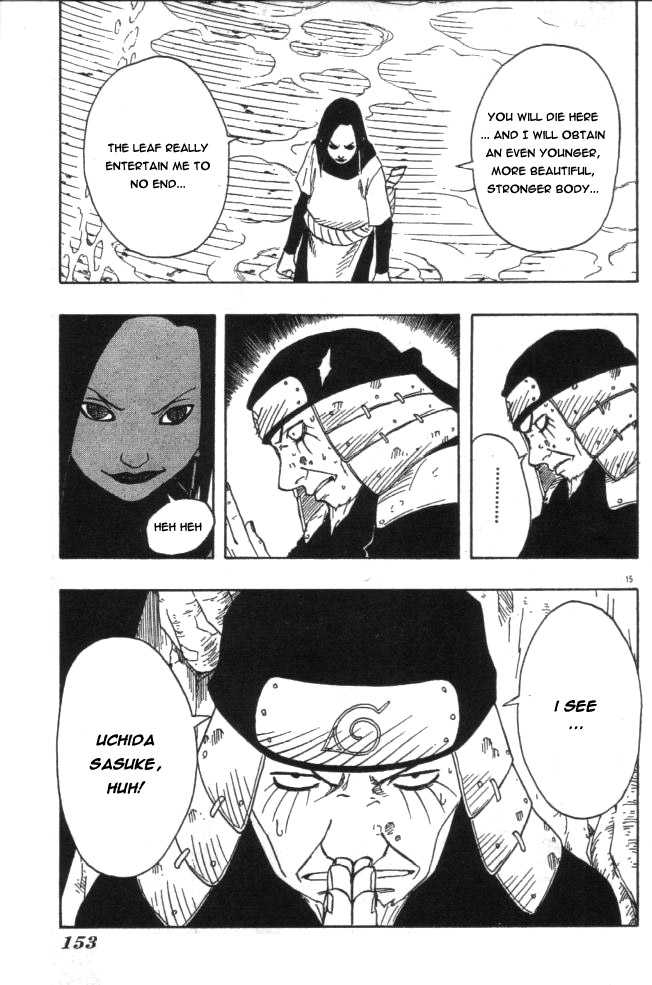 YOU WILL DIE HERE
... AND I WILL OBTAIN
AN EVEN YOUNGER,
MORE BEAUTIFUL,
STRONGER BODY...
THE LEAF REALLY
ENTERTAIN ME TO
NO END...
..........
HEH HEH
15
I SEE
...
UCHIDA
SASUKE,
HUH!
153